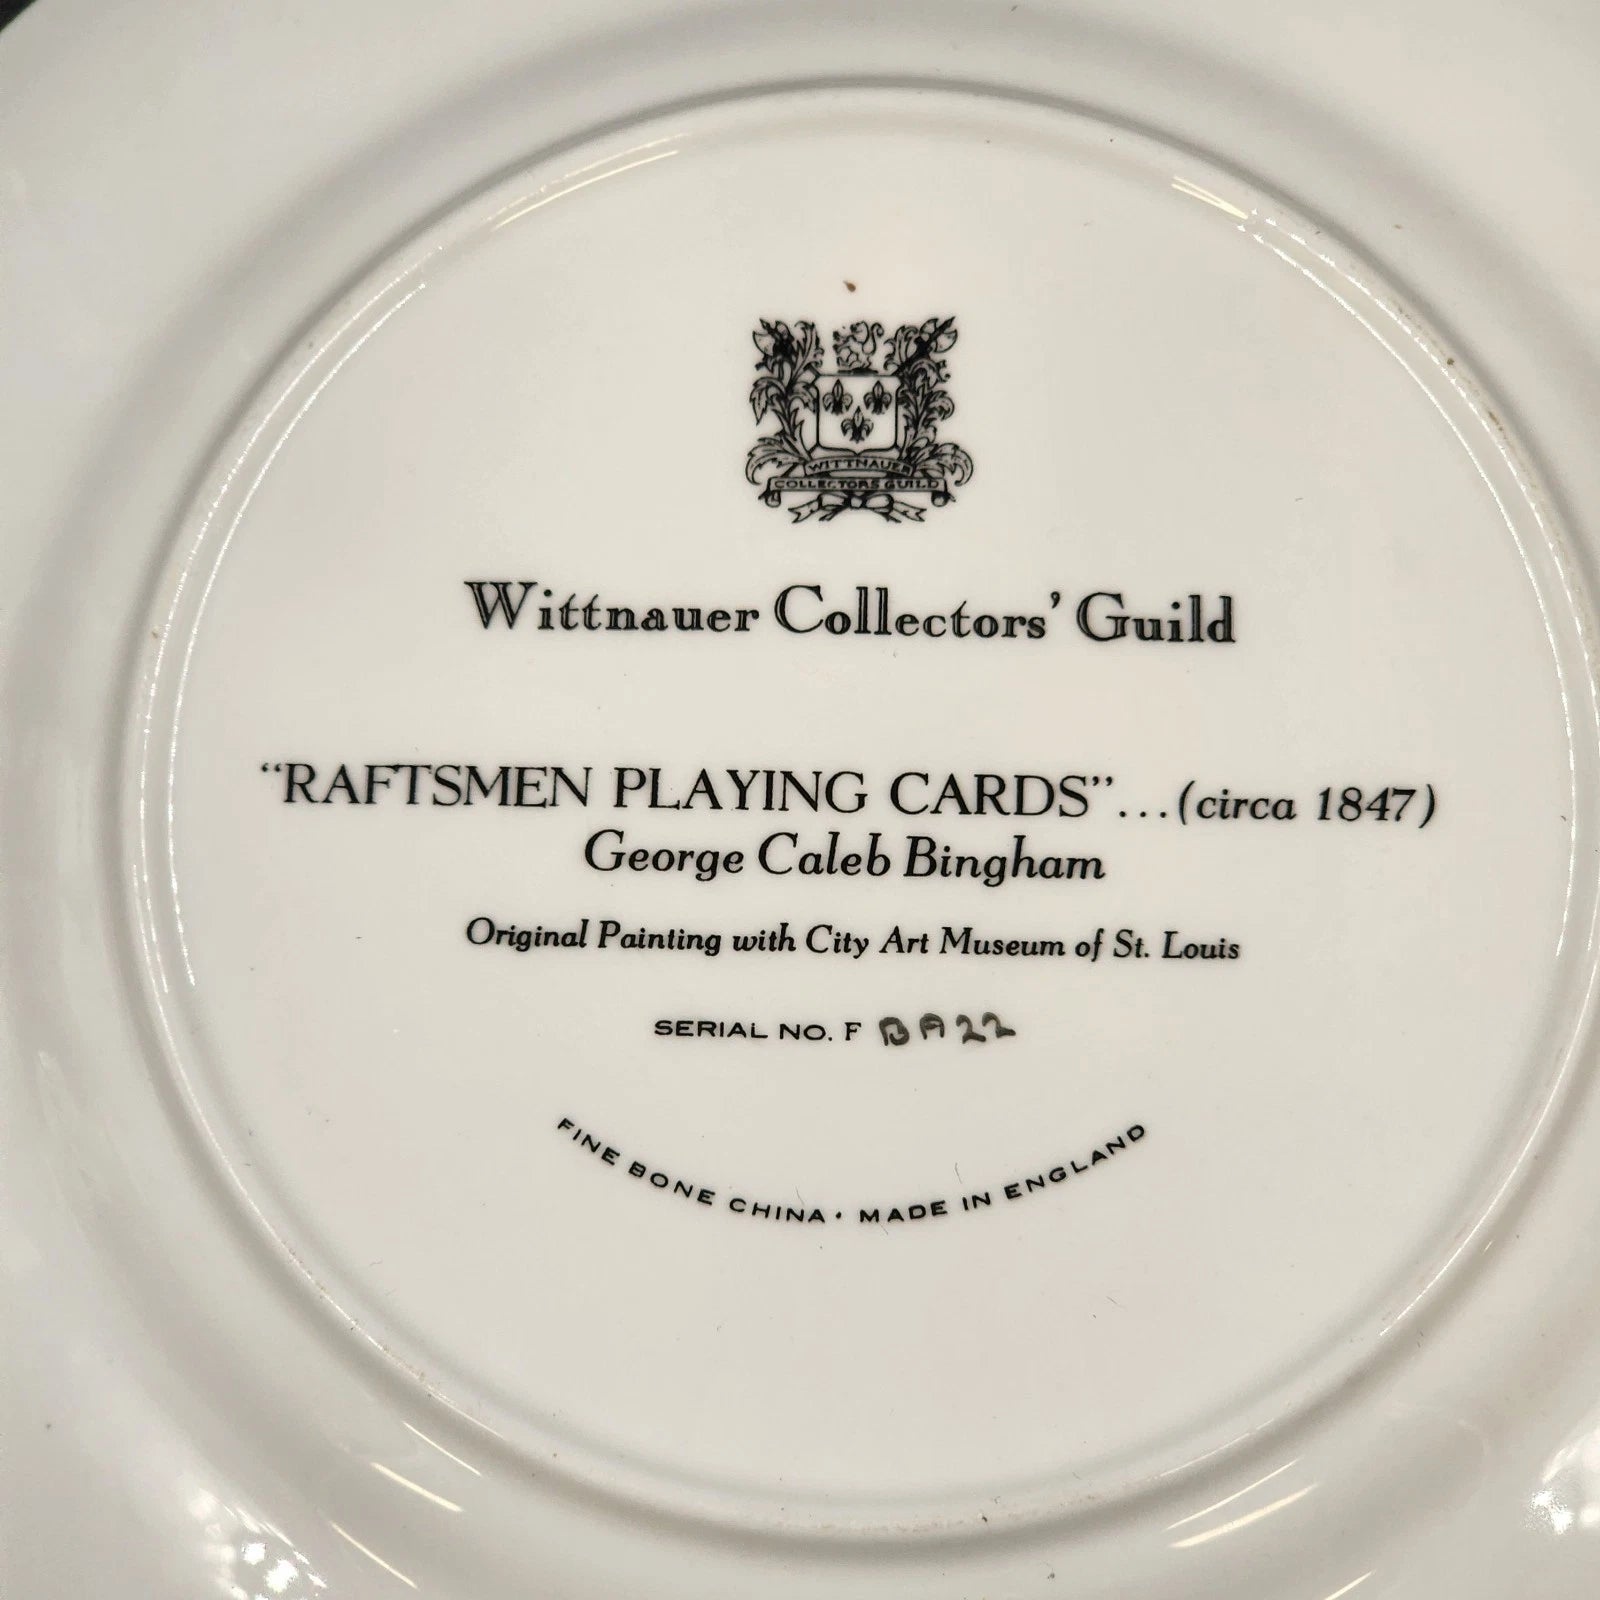 WITTNAUER
COLLECTORS GUILD
Wittnauer Collectors’ Guild
“RAFTSMEN PLAYING CARDS”...(circa 1847)
George Caleb Bingham
Original Painting with City Art Museum of St. Louis
SERIAL NO. F BA22
FINE BONE CHINA · MADE IN ENGLAND